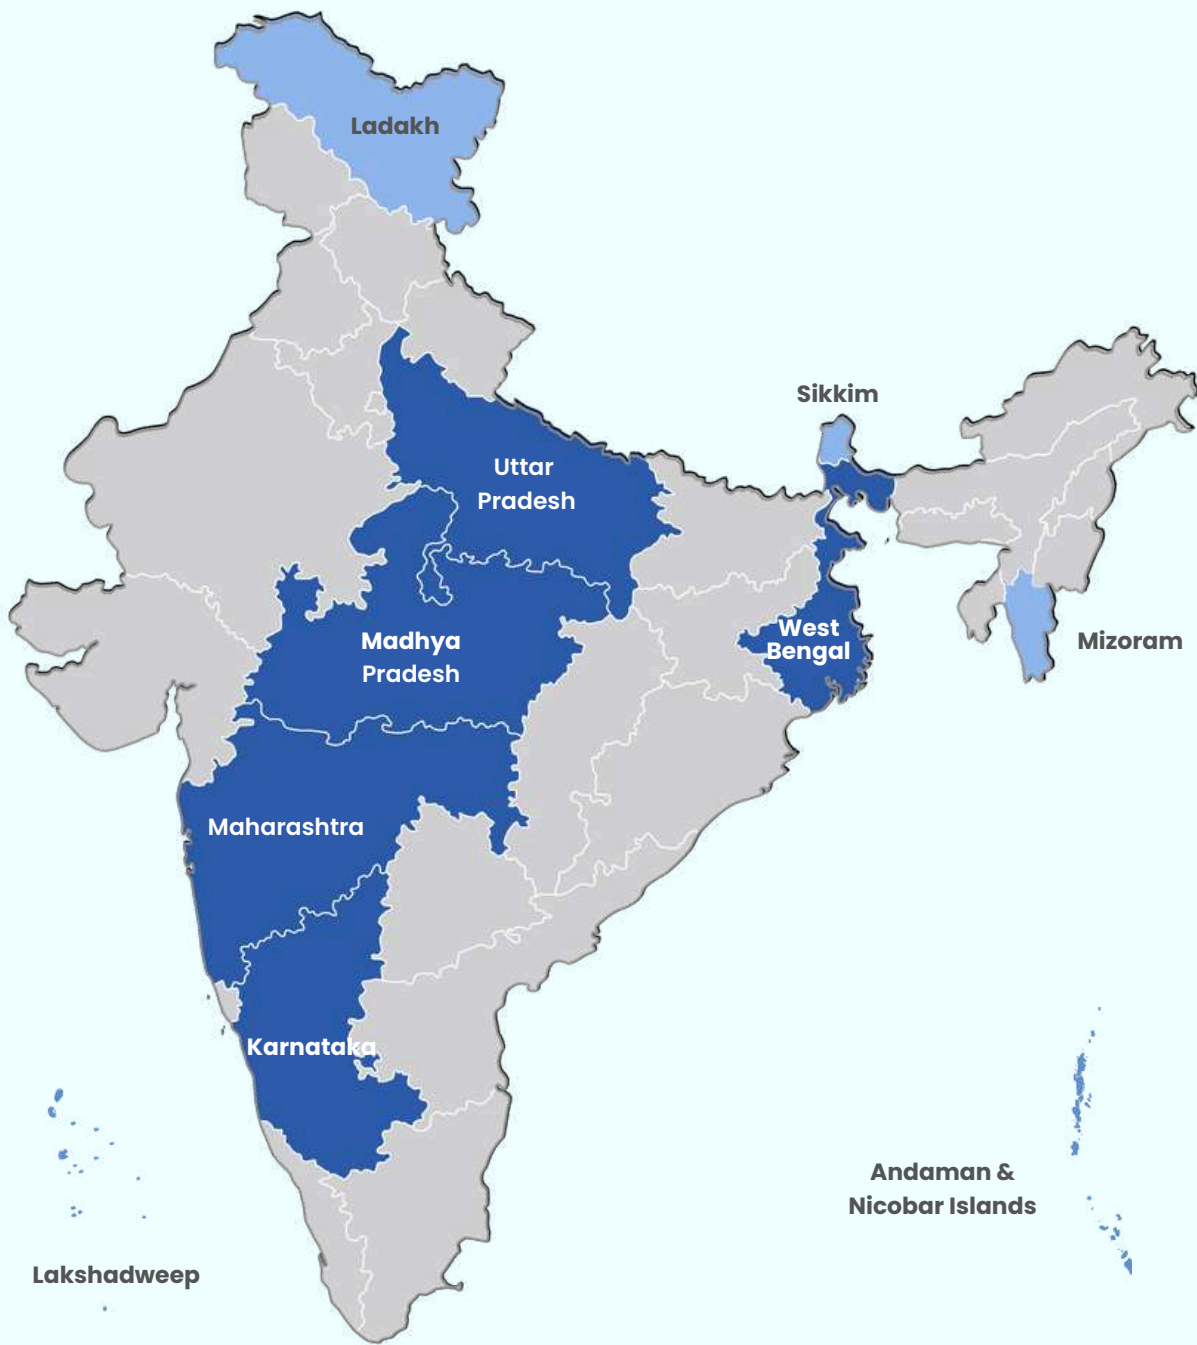 Ladakh
Sikkim
Uttar
Pradesh
West
Bengal
Madhya
Pradesh
Mizoram
Maharashtra
Karnataka
Andaman &
Nicobar Islands
Lakshadweep